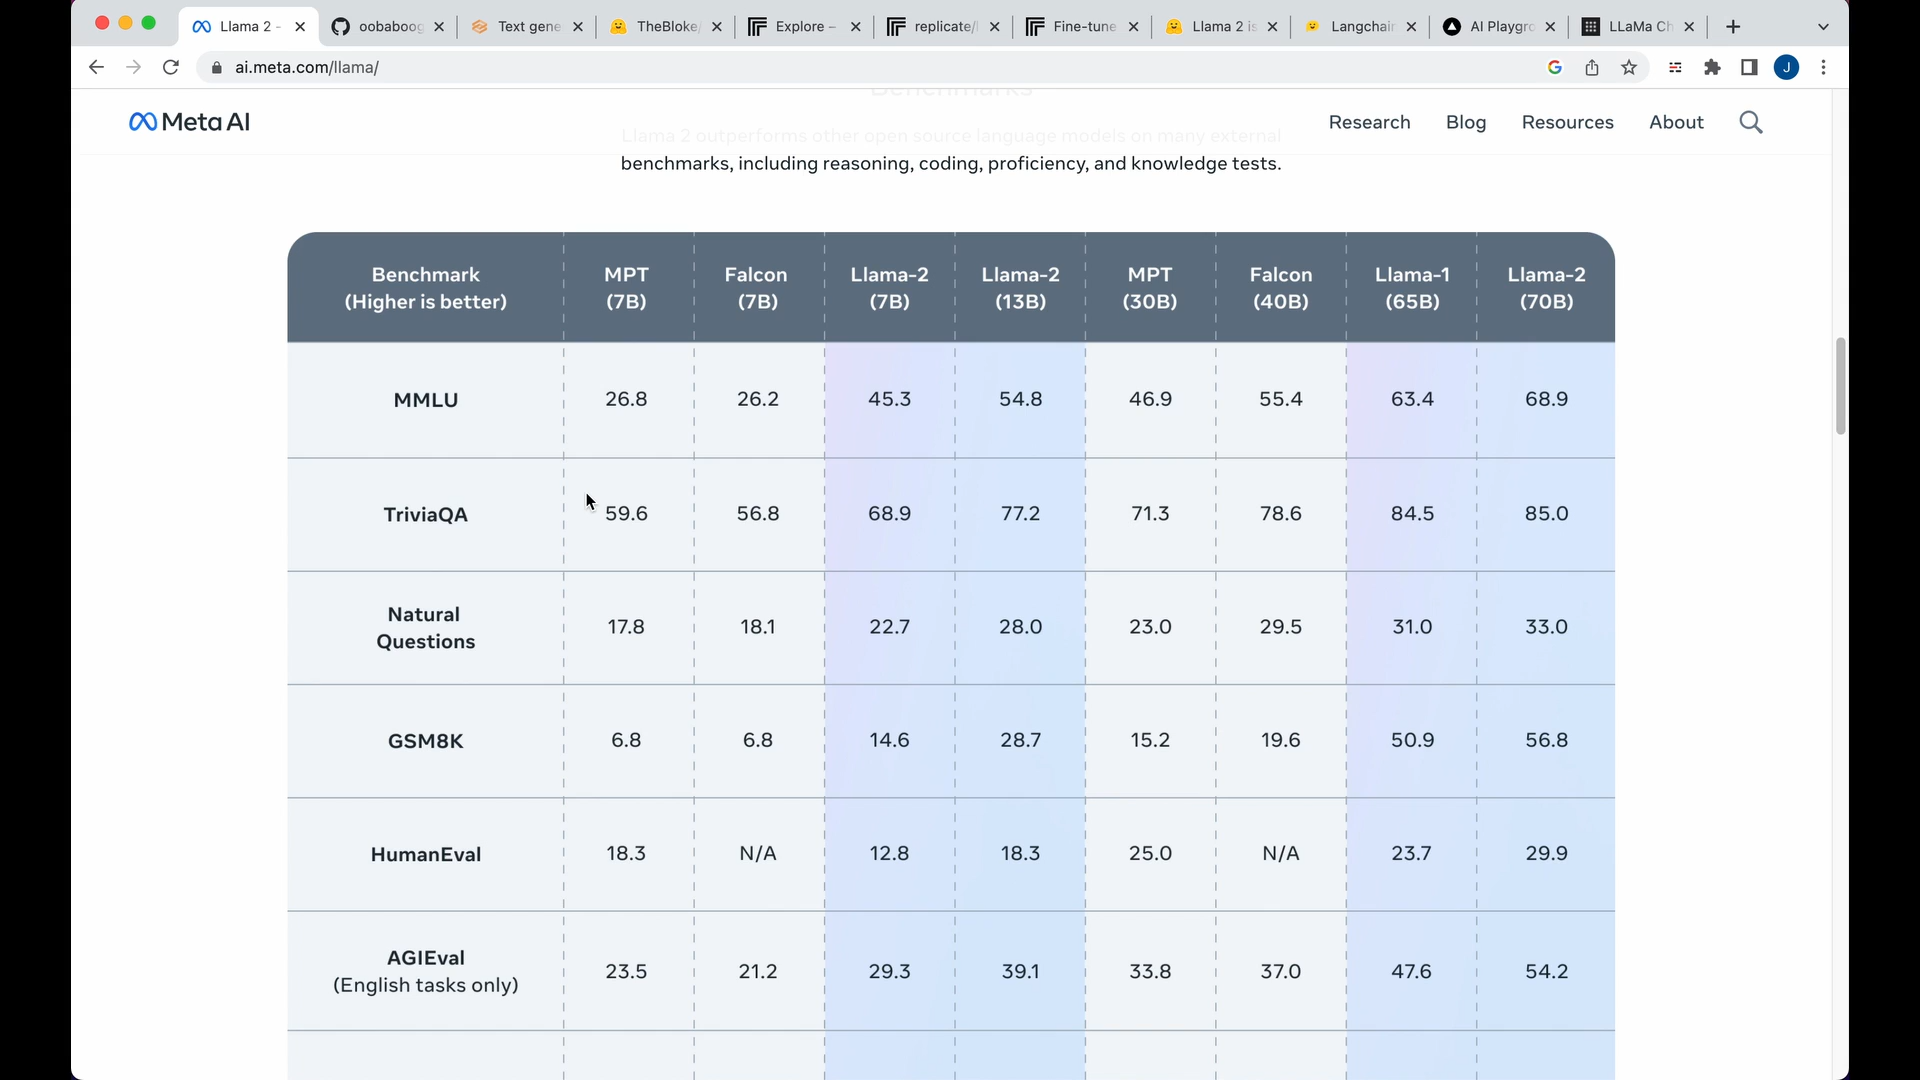 Llama 2 -
oobaboog
Text gene
TheBloke/
Explore –
replicate/l
Fine-tune
Llama 2 is
Langchain
AI Playgro
LLaMa Ch
ai.meta.com/llama/
J
Benchmarks
Meta AI
Research
Blog
Resources
About
Llama 2 outperforms other open source language models on many external
benchmarks, including reasoning, coding, proficiency, and knowledge tests.
Benchmark MPT Falcon Llama-2 Llama-2 MPT Falcon Llama-1 Llama-2
(Higher is better) (7B) (7B) (7B) (13B) (30B) (40B) (65B) (70B)
MMLU 26.8 26.2 45.3 54.8 46.9 55.4 63.4 68.9
TriviaQA 59.6 56.8 68.9 77.2 71.3 78.6 84.5 85.0
Natural
Questions 17.8 18.1 22.7 28.0 23.0 29.5 31.0 33.0
GSM8K 6.8 6.8 14.6 28.7 15.2 19.6 50.9 56.8
HumanEval 18.3 N/A 12.8 18.3 25.0 N/A 23.7 29.9
AGIEval
(English tasks only) 23.5 21.2 29.3 39.1 33.8 37.0 47.6 54.2